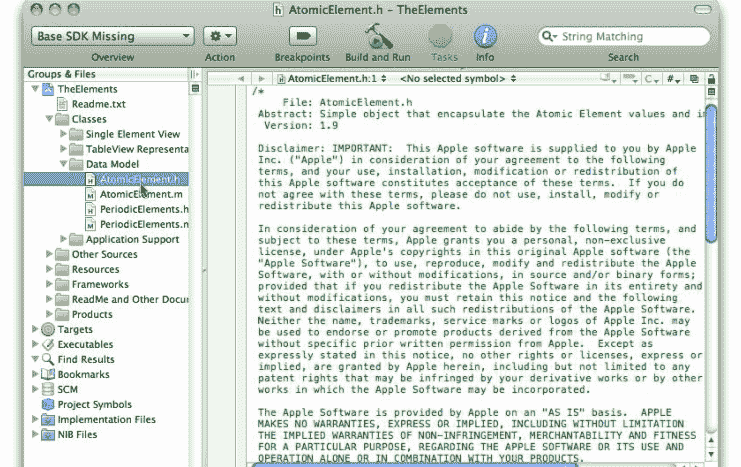 AtomicElement.h – TheElements
Base SDK Missing
Overview
Action
Breakpoints
Build and Run
Tasks
Info
String Matching
Search
Groups & Files
TheElements
Readme.txt
Classes
Single Element View
TableView Representa
Data Model
AtomicElement.h
AtomicElement.m
PeriodicElements.h
PeriodicElements.m
Application Support
Other Sources
Resources
Frameworks
ReadMe and Other Docur
Products
Targets
Executables
Find Results
Bookmarks
SCM
Project Symbols
Implementation Files
NIB Files
AtomicElement.h:1
<No selected symbol>
C
#
/*
File: AtomicElement.h
Abstract: Simple object that encapsulate the Atomic Element values and i
Version: 1.9
Disclaimer: IMPORTANT:  This Apple software is supplied to you by Apple
Inc. ("Apple") in consideration of your agreement to the following
terms, and your use, installation, modification or redistribution of
this Apple software constitutes acceptance of these terms.  If you do
not agree with these terms, please do not use, install, modify or
redistribute this Apple software.
In consideration of your agreement to abide by the following terms, and
subject to these terms, Apple grants you a personal, non-exclusive
license, under Apple's copyrights in this original Apple software (the
"Apple Software"), to use, reproduce, modify and redistribute the Apple
Software, with or without modifications, in source and/or binary forms;
provided that if you redistribute the Apple Software in its entirety and
without modifications, you must retain this notice and the following
text and disclaimers in all such redistributions of the Apple Software.
Neither the name, trademarks, service marks or logos of Apple Inc. may
be used to endorse or promote products derived from the Apple Software
without specific prior written permission from Apple.  Except as
expressly stated in this notice, no other rights or licenses, express or
implied, are granted by Apple herein, including but not limited to any
patent rights that may be infringed by your derivative works or by other
works in which the Apple Software may be incorporated.
The Apple Software is provided by Apple on an "AS IS" basis.  APPLE
MAKES NO WARRANTIES, EXPRESS OR IMPLIED, INCLUDING WITHOUT LIMITATION
THE IMPLIED WARRANTIES OF NON-INFRINGEMENT, MERCHANTABILITY AND FITNESS
FOR A PARTICULAR PURPOSE, REGARDING THE APPLE SOFTWARE OR ITS USE AND
OPERATION ALONE OR IN COMBINATION WITH YOUR PRODUCTS.